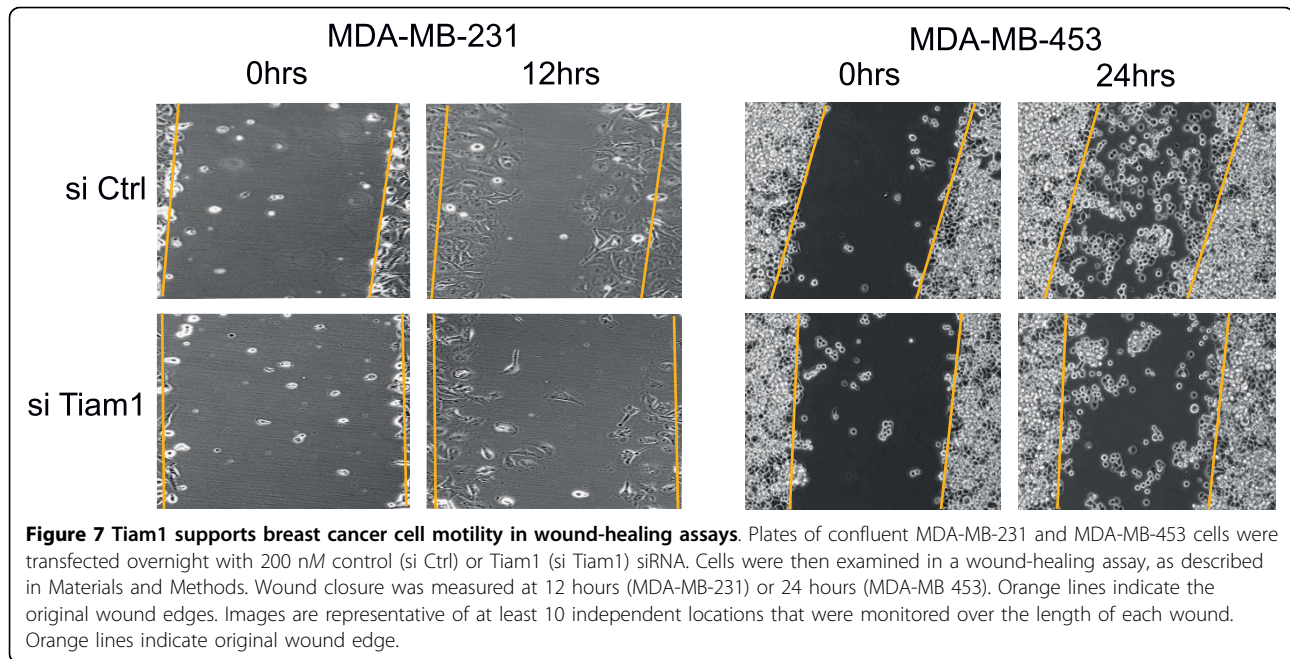 MDA-MB-231 MDA-MB-453
0hrs 12hrs 0hrs 24hrs
si Ctrl
si Tiam1
Figure 7 Tiam1 supports breast cancer cell motility in wound-healing assays. Plates of confluent MDA-MB-231 and MDA-MB-453 cells were
transfected overnight with 200 nM control (si Ctrl) or Tiam1 (si Tiam1) siRNA. Cells were then examined in a wound-healing assay, as described
in Materials and Methods. Wound closure was measured at 12 hours (MDA-MB-231) or 24 hours (MDA-MB 453). Orange lines indicate the
original wound edges. Images are representative of at least 10 independent locations that were monitored over the length of each wound.
Orange lines indicate original wound edge.